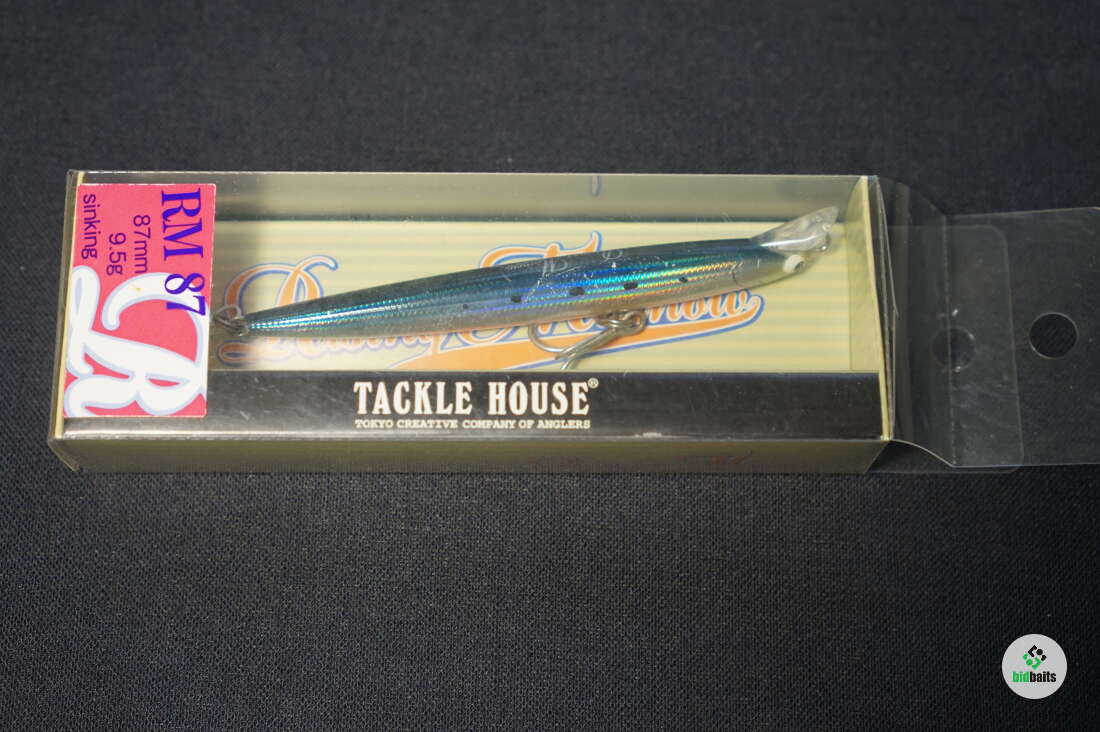 RM 87
87mm
9.5g
sinking
R
TACKLE HOUSE®
TOKYO CREATIVE COMPANY OF ANGLERS
bidbaits